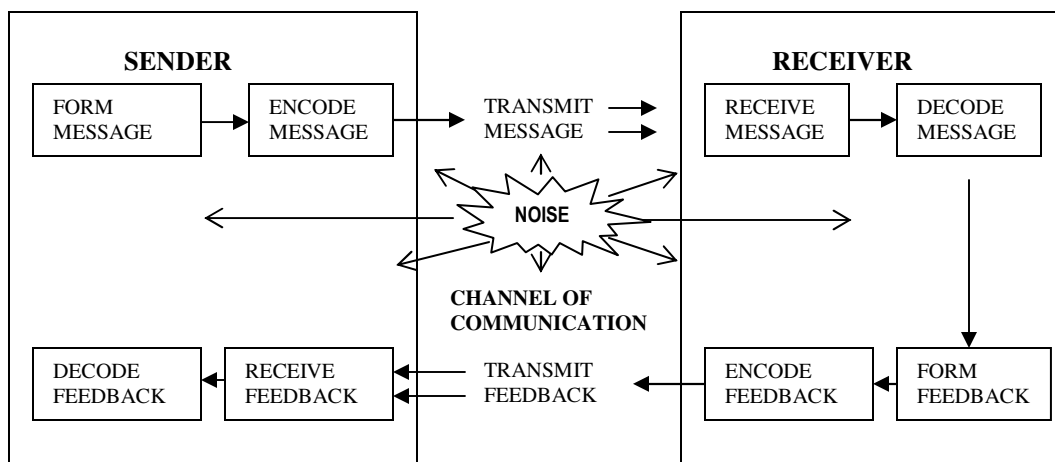 SENDER
RECEIVER
FORM
MESSAGE
ENCODE
MESSAGE
TRANSMIT
MESSAGE
RECEIVE
MESSAGE
DECODE
MESSAGE
NOISE
CHANNEL OF
COMMUNICATION
DECODE
FEEDBACK
RECEIVE
FEEDBACK
TRANSMIT
FEEDBACK
ENCODE
FEEDBACK
FORM
FEEDBACK